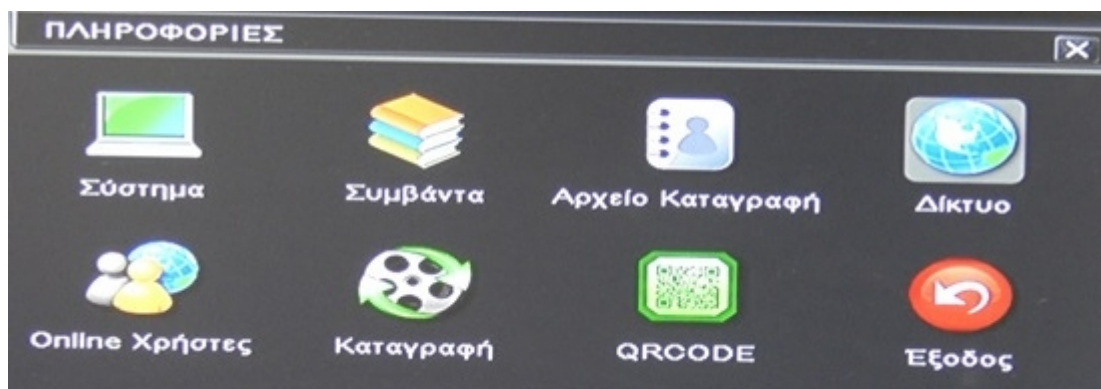 ΠΛΗΡΟΦΟΡΙΕΣ
Σύστημα
Συμβάντα
Αρχείο Καταγραφή
Δίκτυο
Online Χρήστες
Καταγραφή
QRCODE
Έξοδος